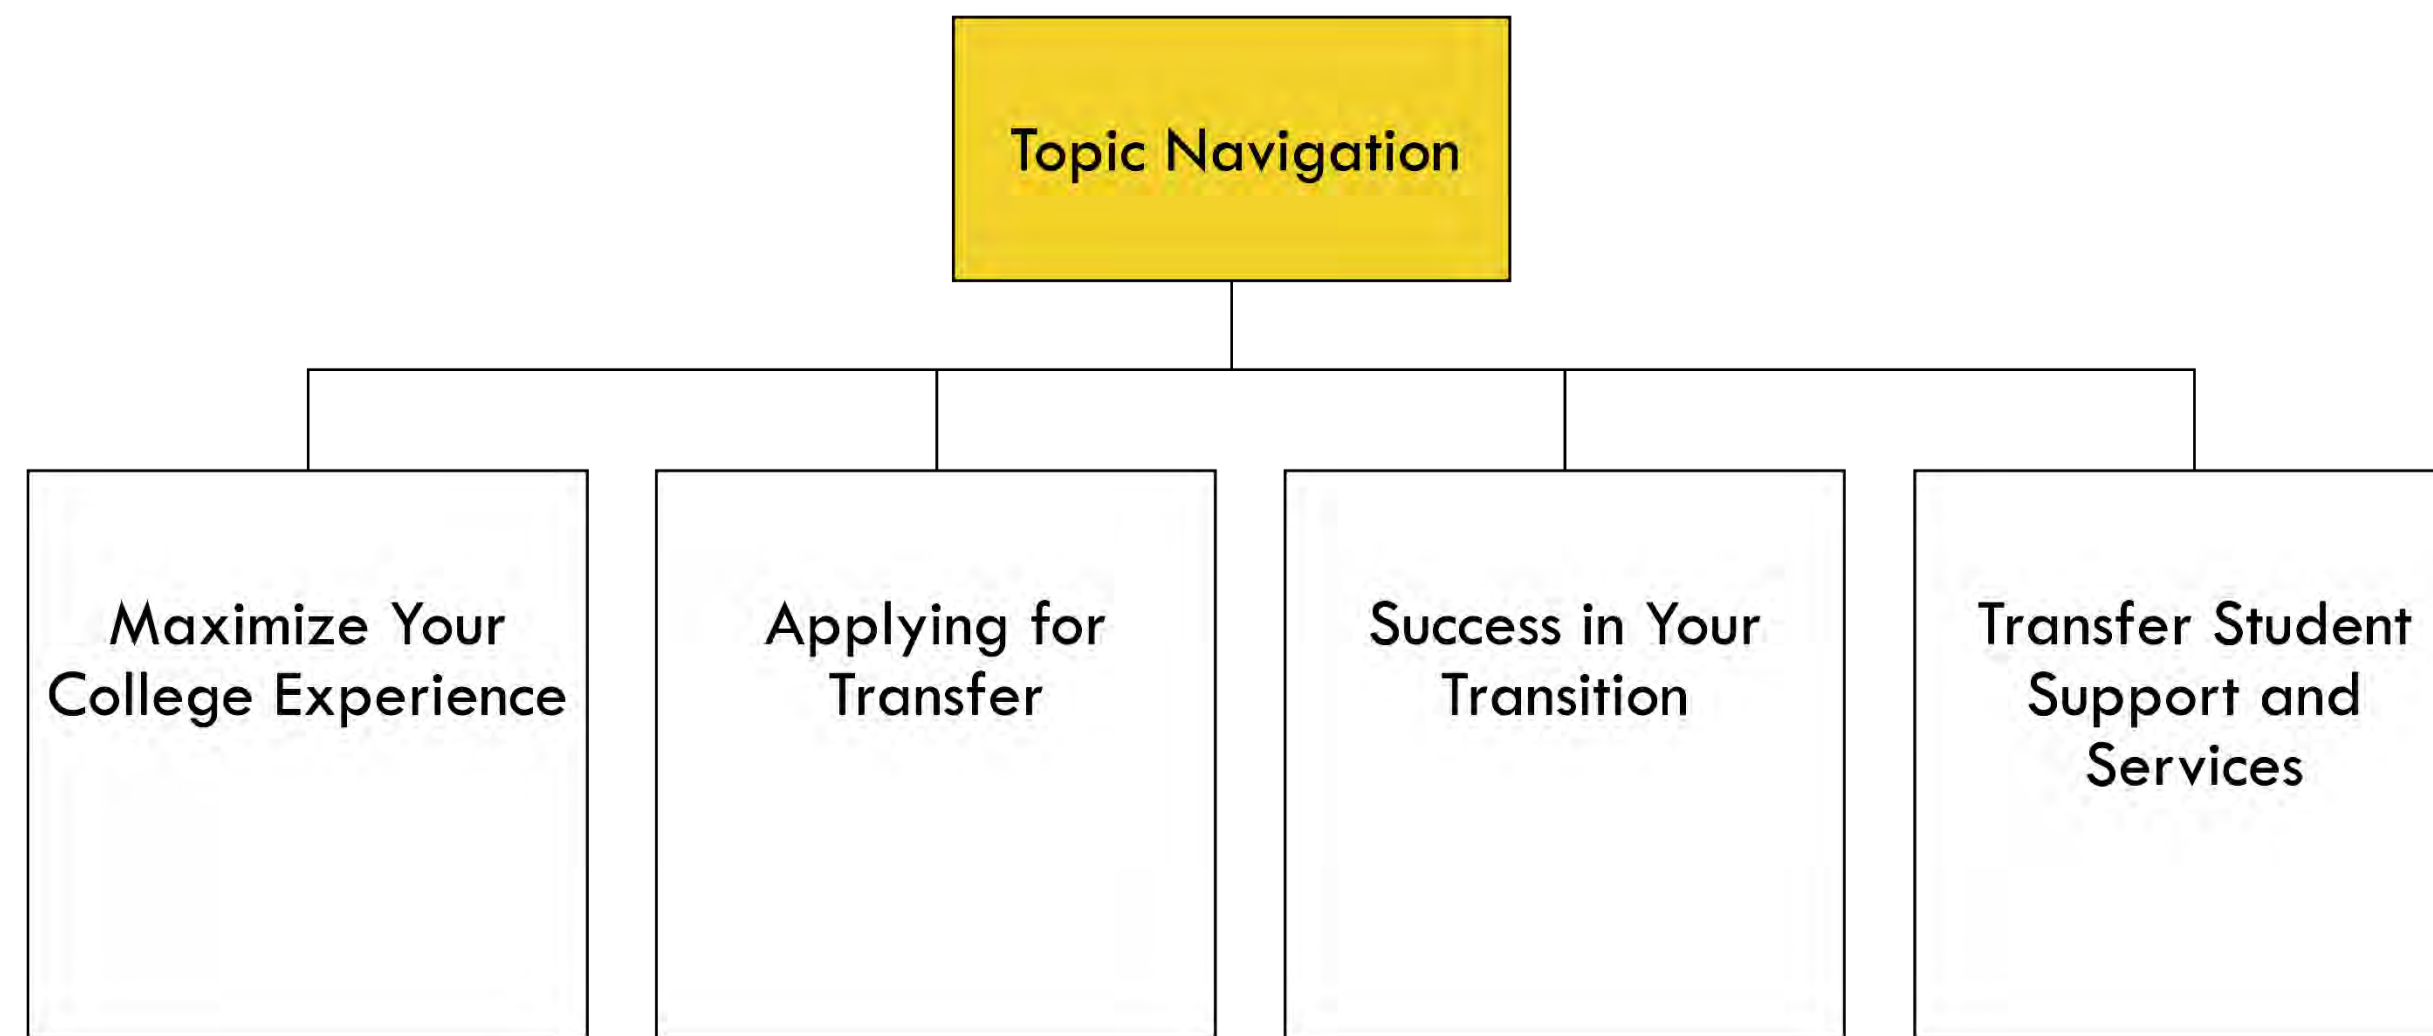 Topic Navigation
Maximize Your
College Experience
Applying for
Transfer
Success in Your
Transition
Transfer Student
Support and
Services